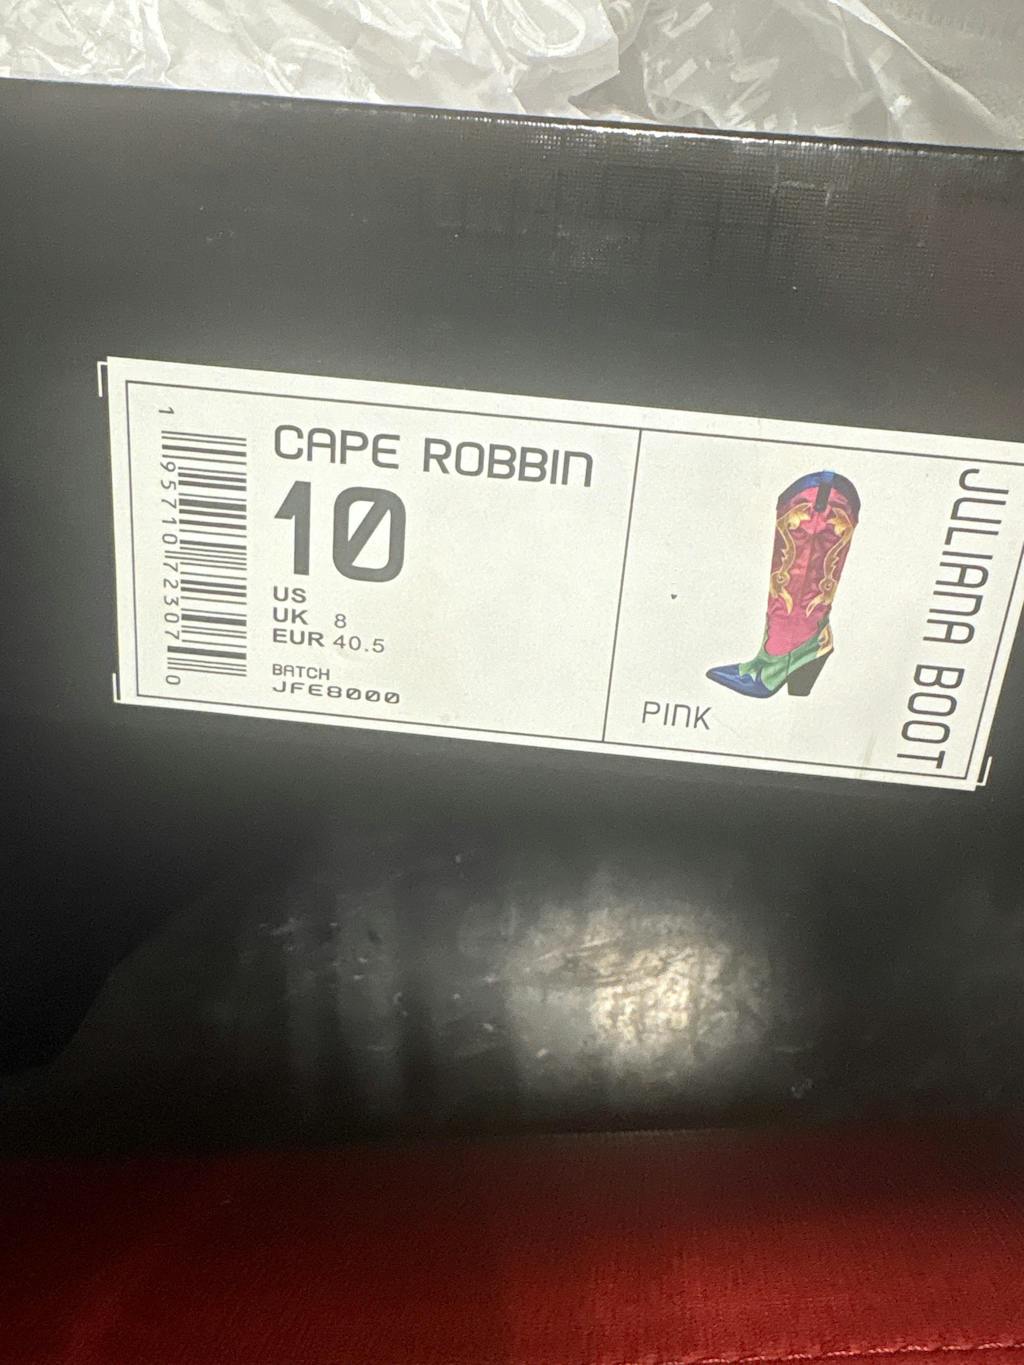 CAPE ROBBIN
10
US
UK 8
EUR 40.5
BATCH
JFE8000
1 95710 72307 0
PINK
JULIANA BOOT